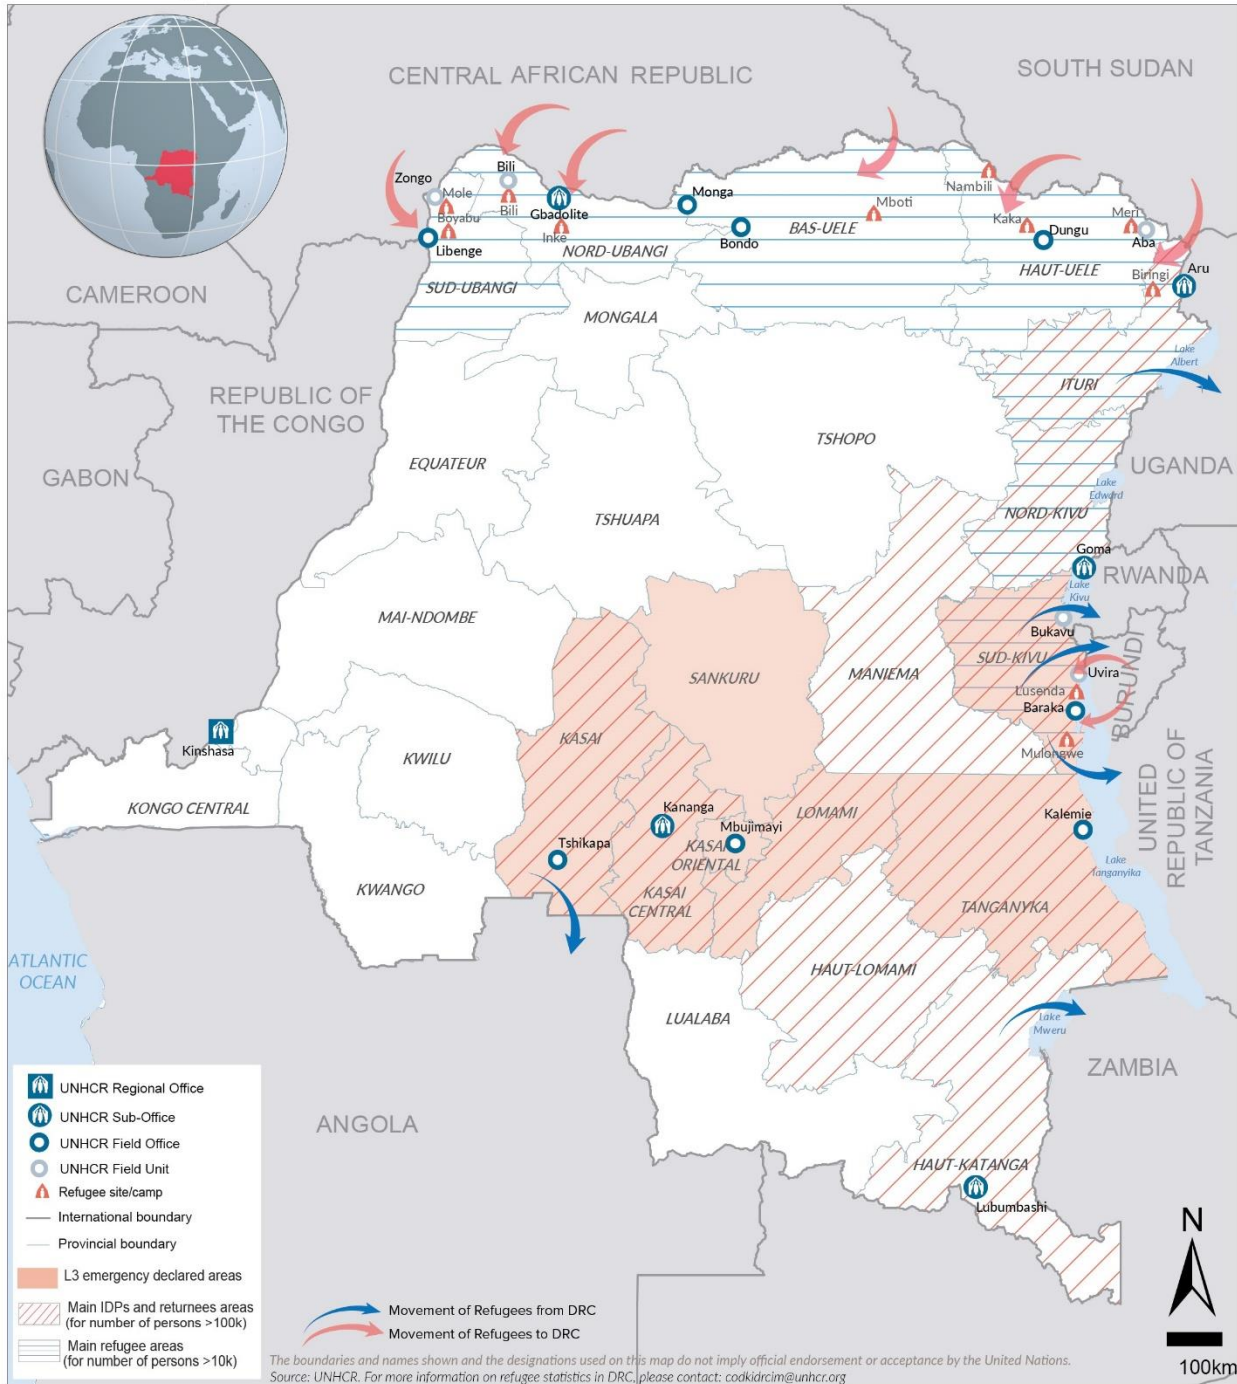 CENTRAL AFRICAN REPUBLIC
SOUTH SUDAN
Zongo
Mole
Boyabu
Libenge
Bili
Bili
Gbadolite
Inke
NORD-UBANGI
SUD-UBANGI
Monga
Bondo
Mboti
BAS-UELE
Nambili
Kaka
Dungu
HAUT-UELE
Meri
Aba
Biringi
Aru
CAMEROON
MONGALA
REPUBLIC OF
THE CONGO
Lake
Albert
ITURI
TSHOPO
EQUATEUR
GABON
UGANDA
Lake
Edward
TSHUAPA
NORD-KIVU
Goma
RWANDA
Lake
Kivu
MAI-NDOMBE
Bukavu
SUD-KIVU
BURUNDI
Uvira
Lusenda
Baraka
Mulongwe
SANKURU
MANIEMA
KASAI
Kinshasa
KWILU
KONGO CENTRAL
UNITED
REPUBLIC OF
TANZANIA
Kananga
Mbujimayi
LOMAMI
Kalemie
KASAI
ORIENTAL
Tshikapa
KWANGO
KASAI
CENTRAL
Lake
Tanganyika
TANGANYIKA
ATLANTIC
OCEAN
HAUT-LOMAMI
LUALABA
Lake
Mweru
ZAMBIA
ANGOLA
HAUT-KATANGA
Lubumbashi
UNHCR Regional Office
UNHCR Sub-Office
UNHCR Field Office
UNHCR Field Unit
Refugee site/camp
International boundary
Provincial boundary
L3 emergency declared areas
Main IDPs and returnees areas
(for number of persons >100k)
Main refugee areas
(for number of persons >10k)
Movement of Refugees from DRC
Movement of Refugees to DRC
The boundaries and names shown and the designations used on this map do not imply official endorsement or acceptance by the United Nations.
Source: UNHCR. For more information on refugee statistics in DRC, please contact: codkidrcim@unhcr.org
N
100km